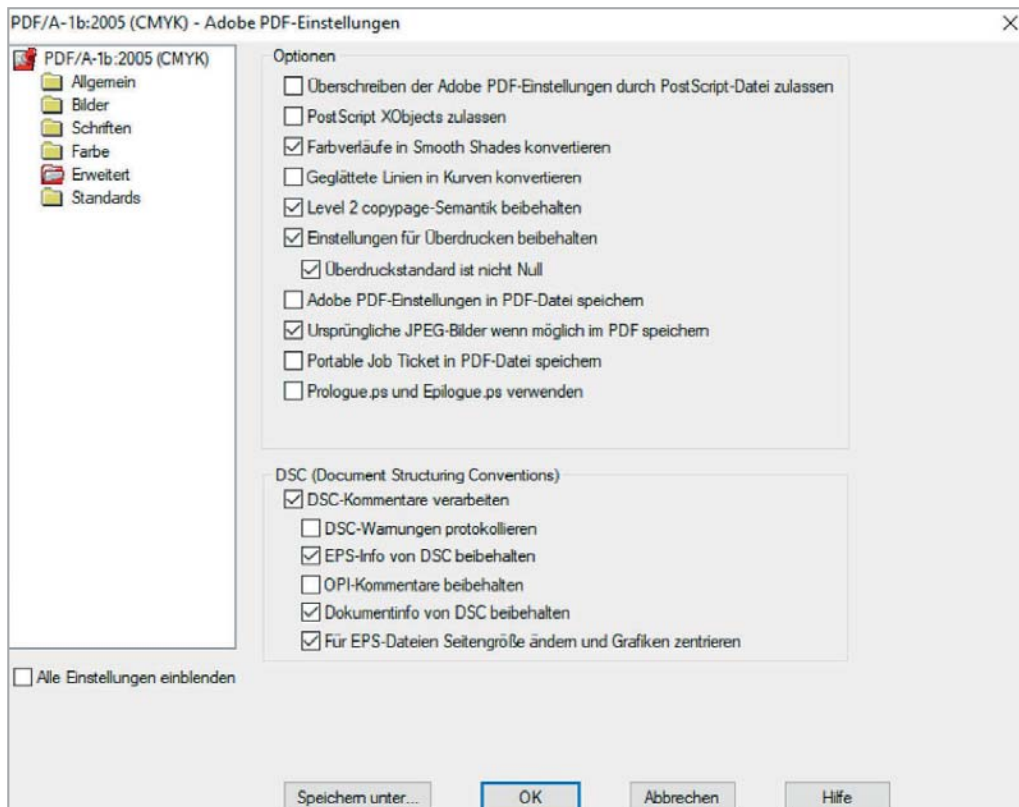 PDF/A-1b:2005 (CMYK) - Adobe PDF-Einstellungen
PDF/A-1b:2005 (CMYK)
Allgemein
Bilder
Schriften
Farbe
Erweitert
Standards
Alle Einstellungen einblenden
Optionen
Überschreiben der Adobe PDF-Einstellungen durch PostScript-Datei zulassen
PostScript XObjects zulassen
Farbverläufe in Smooth Shades konvertieren
Geglättete Linien in Kurven konvertieren
Level 2 copypage-Semantik beibehalten
Einstellungen für Überdrucken beibehalten
Überdruckstandard ist nicht Null
Adobe PDF-Einstellungen in PDF-Datei speichern
Ursprüngliche JPEG-Bilder wenn möglich im PDF speichern
Portable Job Ticket in PDF-Datei speichern
Prologue.ps und Epilogue.ps verwenden
DSC (Document Structuring Conventions)
DSC-Kommentare verarbeiten
DSC-Warnungen protokollieren
EPS-Info von DSC beibehalten
OPI-Kommentare beibehalten
Dokumentinfo von DSC beibehalten
Für EPS-Dateien Seitengröße ändern und Grafiken zentrieren
Speichern unter...
OK
Abbrechen
Hilfe